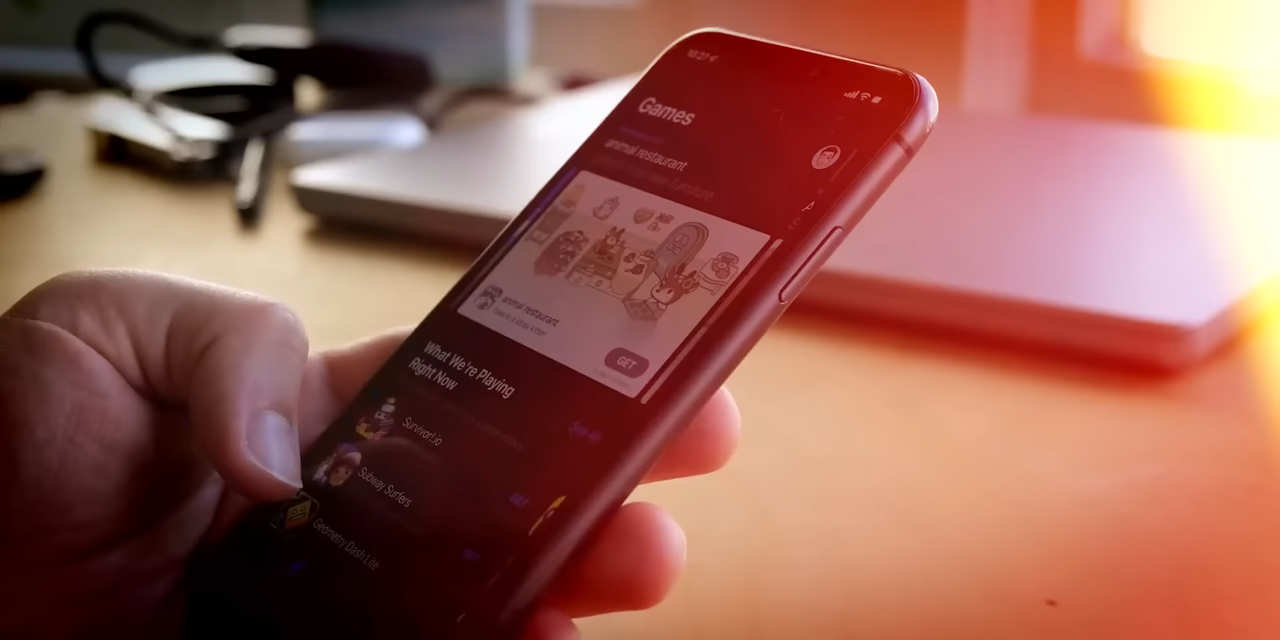 Games
animal restaurant
animal restaurant
GET
What We're Playing
Right Now
See All
Survivor!.io
Subway Surfers
GET
Geometry Dash Lite